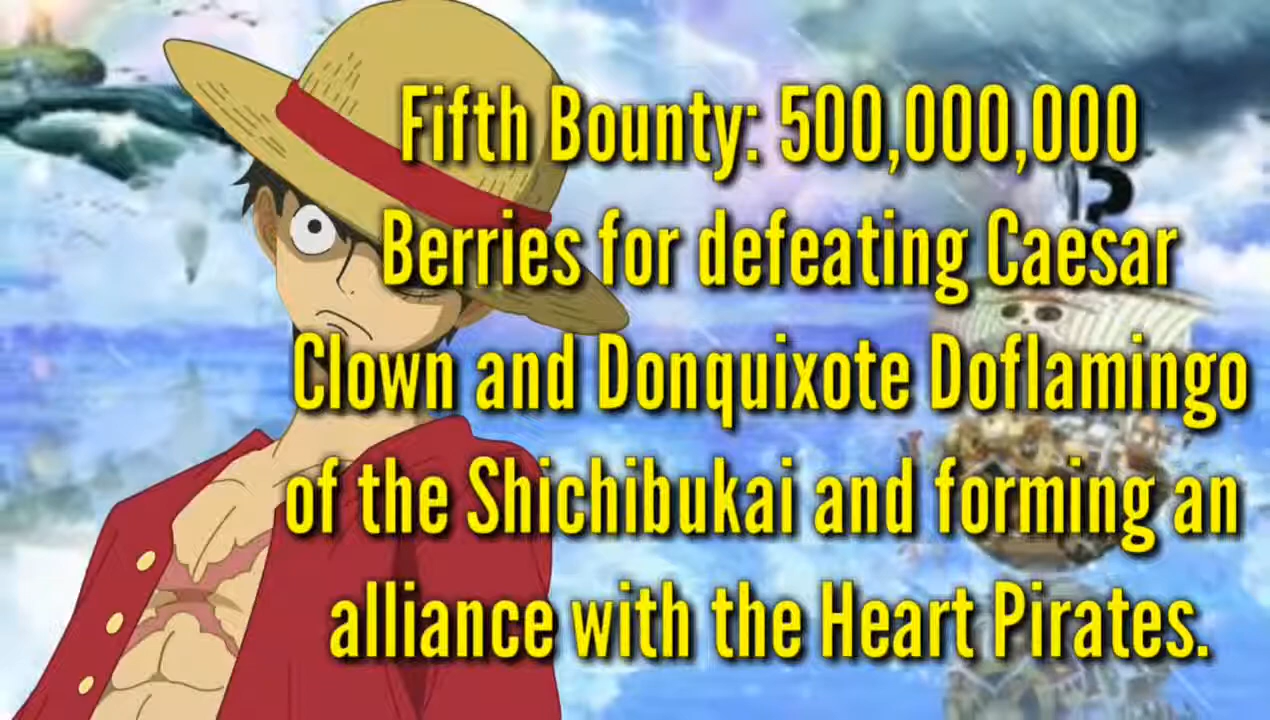 Fifth Bounty: 500,000,000
Berries for defeating Caesar
Clown and Donquixote Doflamingo
of the Shichibukai and forming an
alliance with the Heart Pirates.